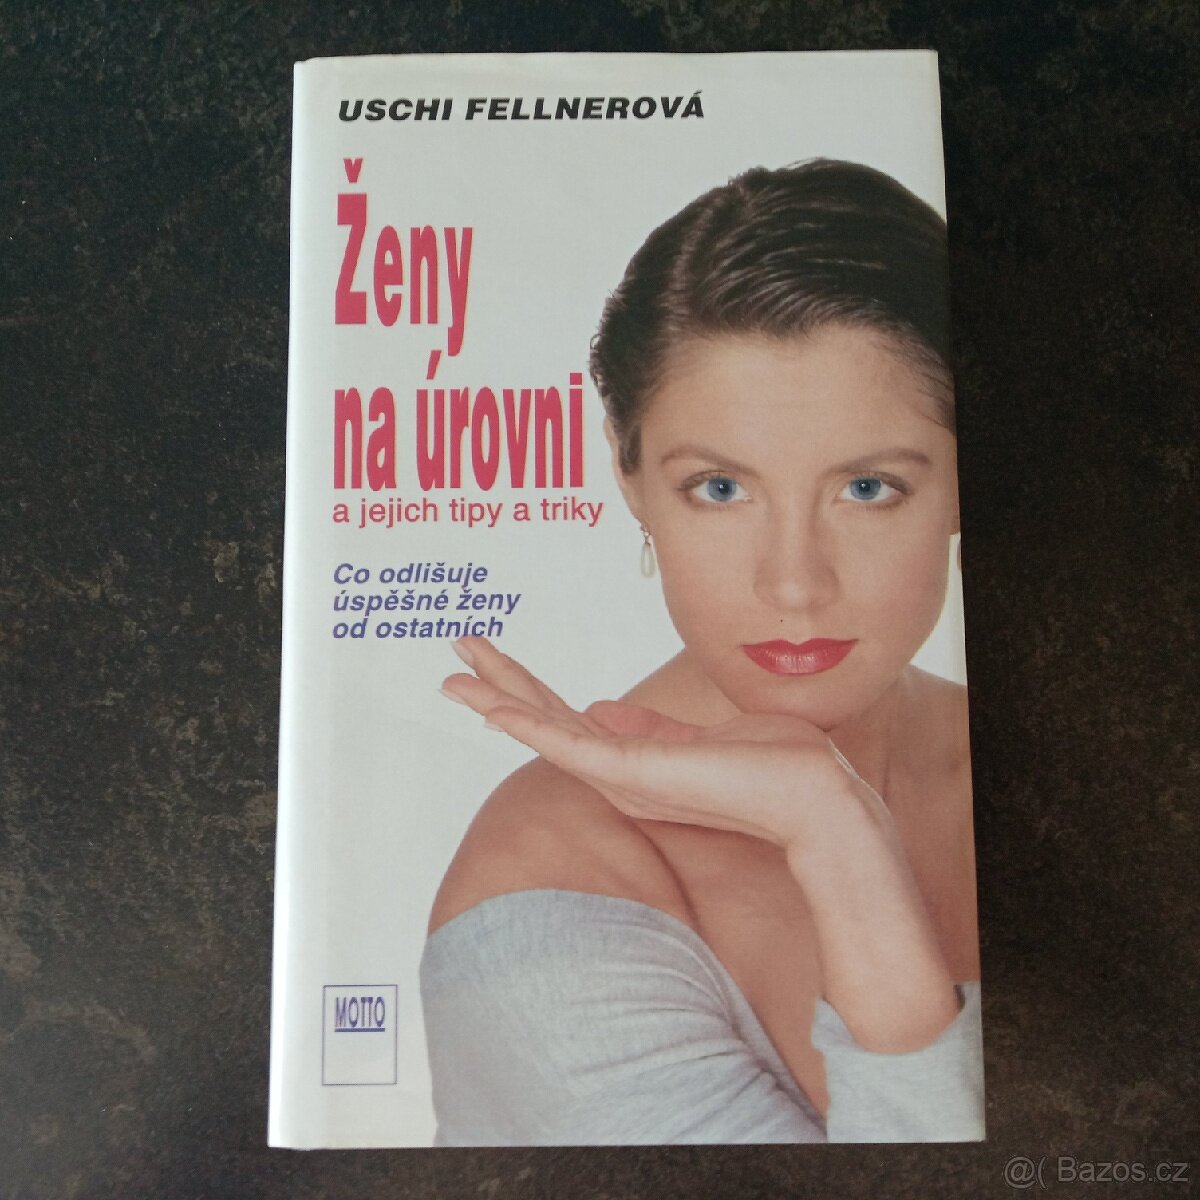 USCHI FELLNEROVÁ
Ženy
na úrovni
a jejich tipy a triky
Co odlišuje
úspěšné ženy
od ostatních
MOTTO
@( Bazos.cz